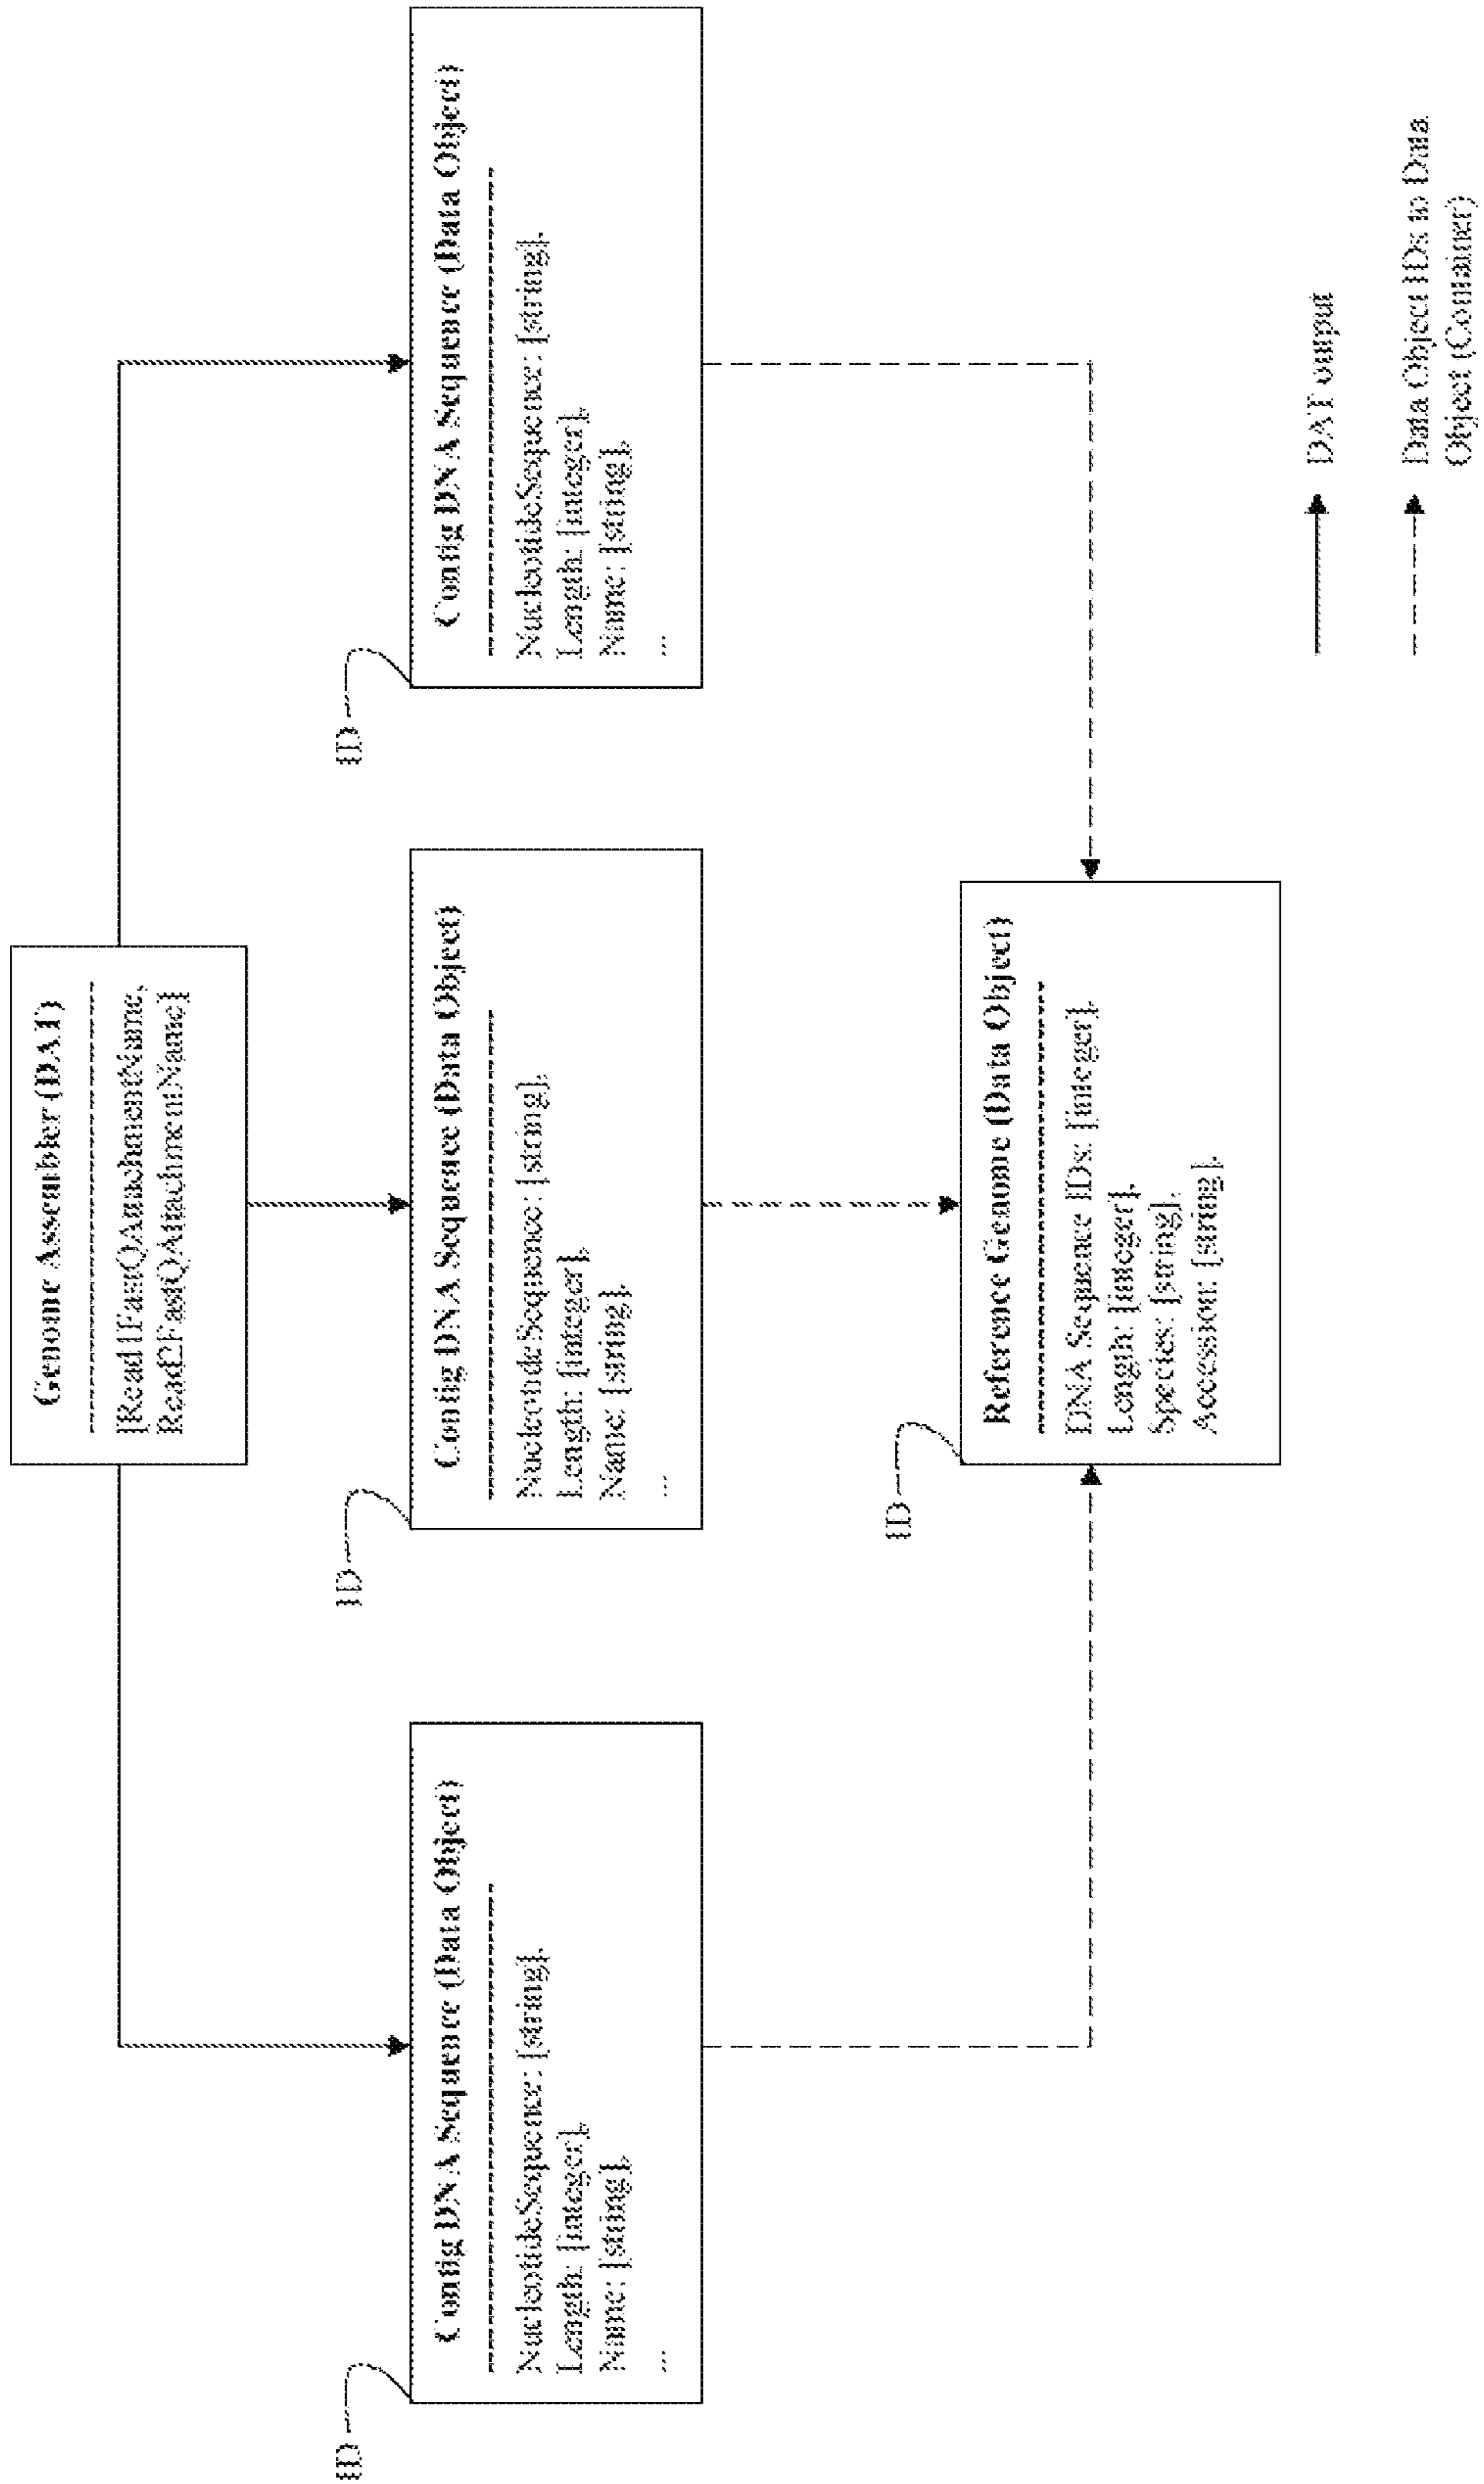 Genome Assembler (DAT)
[Read1FastQAttachmentName,
Read2FastQAttachmentName]
ID
Contig DNA Sequence (Data Object)
NucleotideSequence: [string],
Length: [integer],
Name: [string],
...
ID
Contig DNA Sequence (Data Object)
NucleotideSequence: [string],
Length: [integer],
Name: [string],
...
ID
Contig DNA Sequence (Data Object)
NucleotideSequence: [string],
Length: [integer],
Name: [string],
...
ID
Reference Genome (Data Object)
DNA Sequence IDs: [integer],
Length: [integer],
Species: [string],
Accession: [string],
DAT output
Data Object IDs to Data
Object (Container)